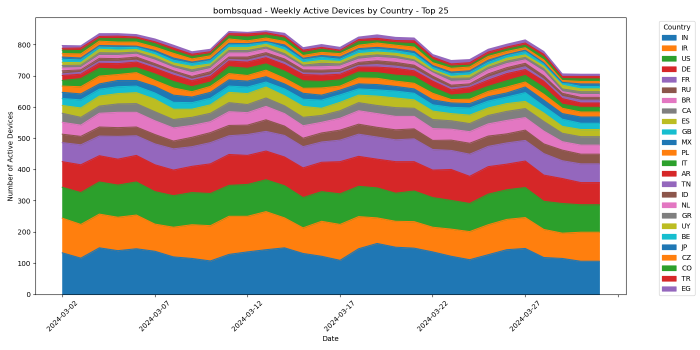 bombsquad - Weekly Active Devices by Country - Top 25
Number of Active Devices
800
700
600
500
400
300
200
100
0
2024-03-02
2024-03-07
2024-03-12
2024-03-17
2024-03-22
2024-03-27
Date
Country
IN
IR
US
DE
FR
RU
BR
CA
ES
GB
MX
PL
IT
AR
TN
ID
NL
GR
UY
BE
JP
CZ
CO
TR
EG